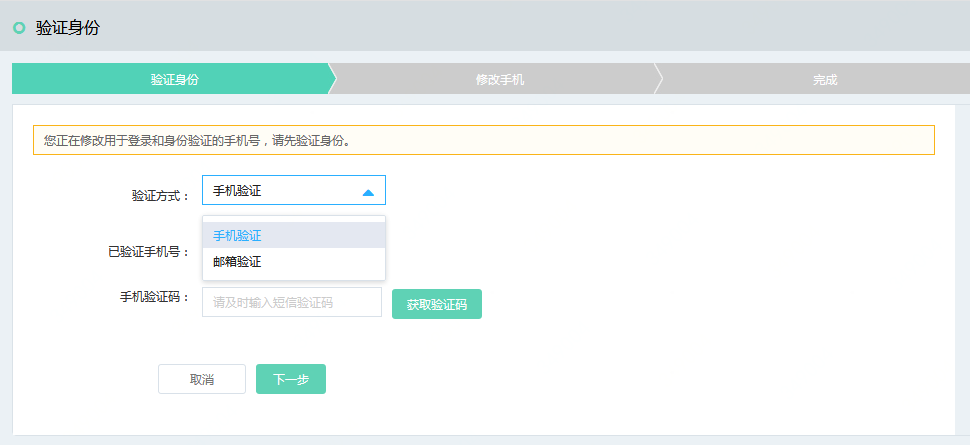 验证身份
验证身份 修改手机 完成
您正在修改用于登录和身份验证的手机号，请先验证身份。
验证方式： 手机验证
手机验证
已验证手机号：
邮箱验证
手机验证码： 请及时输入短信验证码 获取验证码
取消 下一步